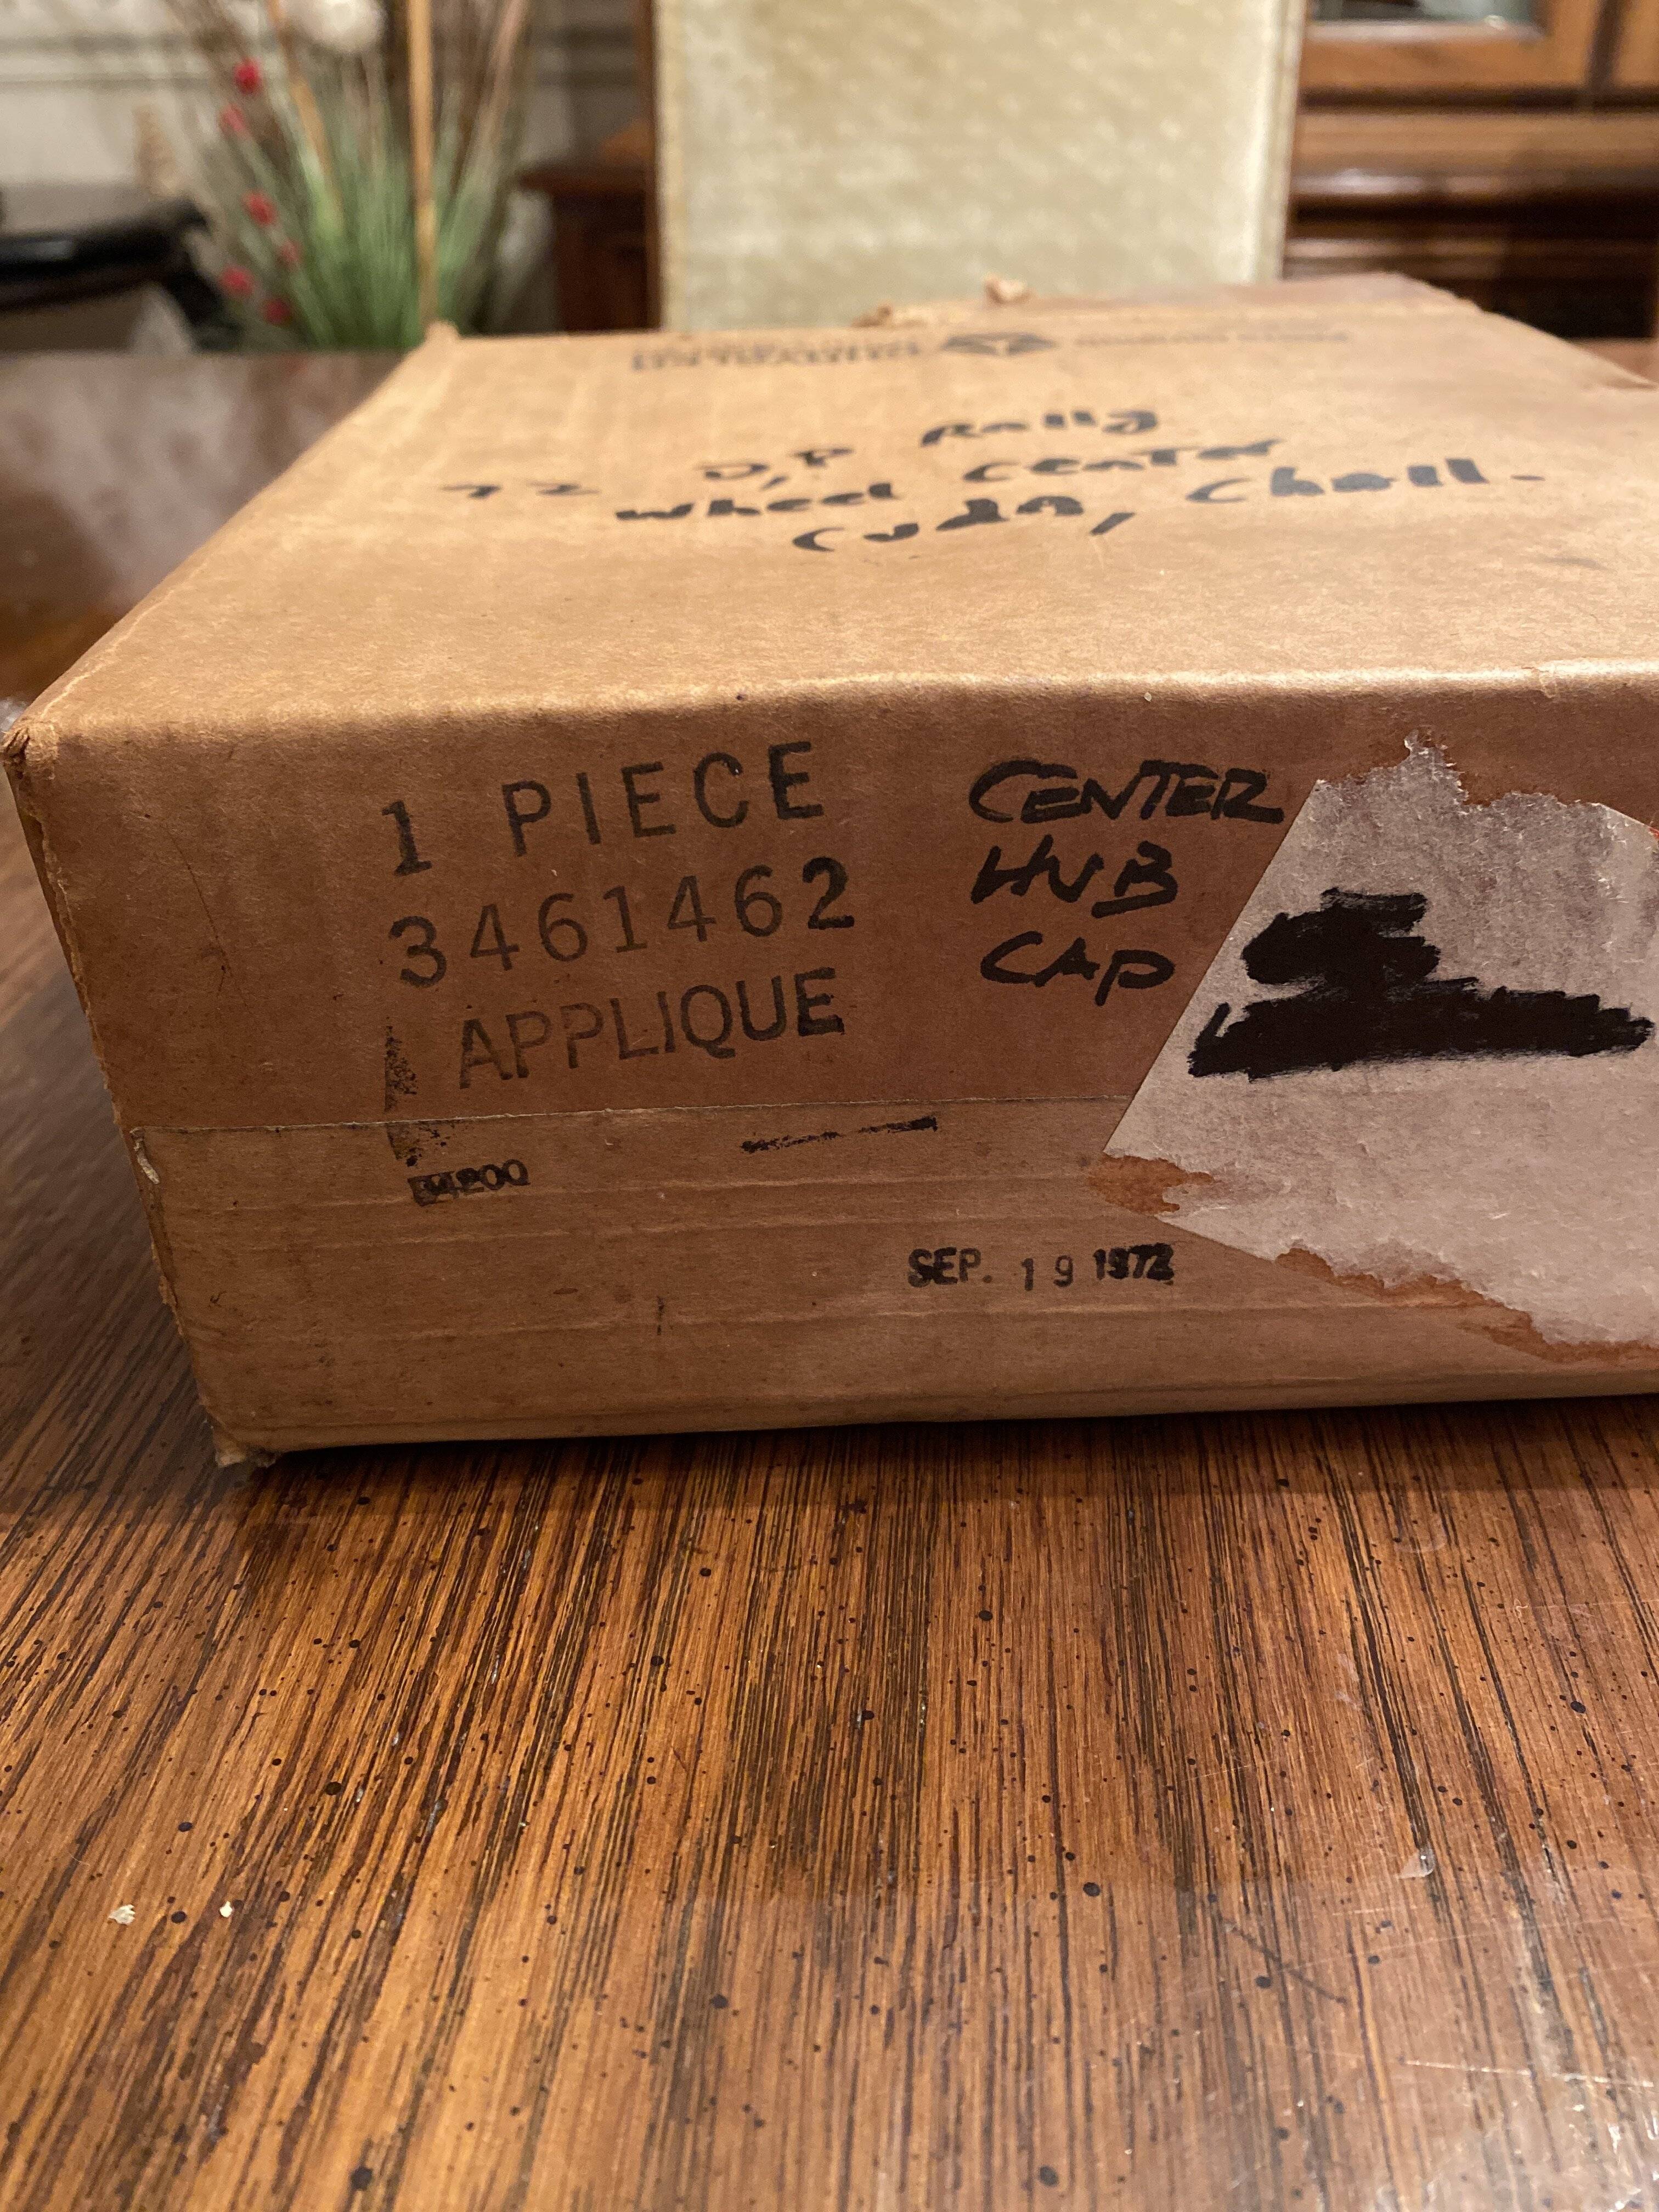 72 D,P Rally
Wheel Center
Cuda, Chall.
1 PIECE
3461462
APPLIQUE
CENTER
HUB
CAP
SEP. 19 1972